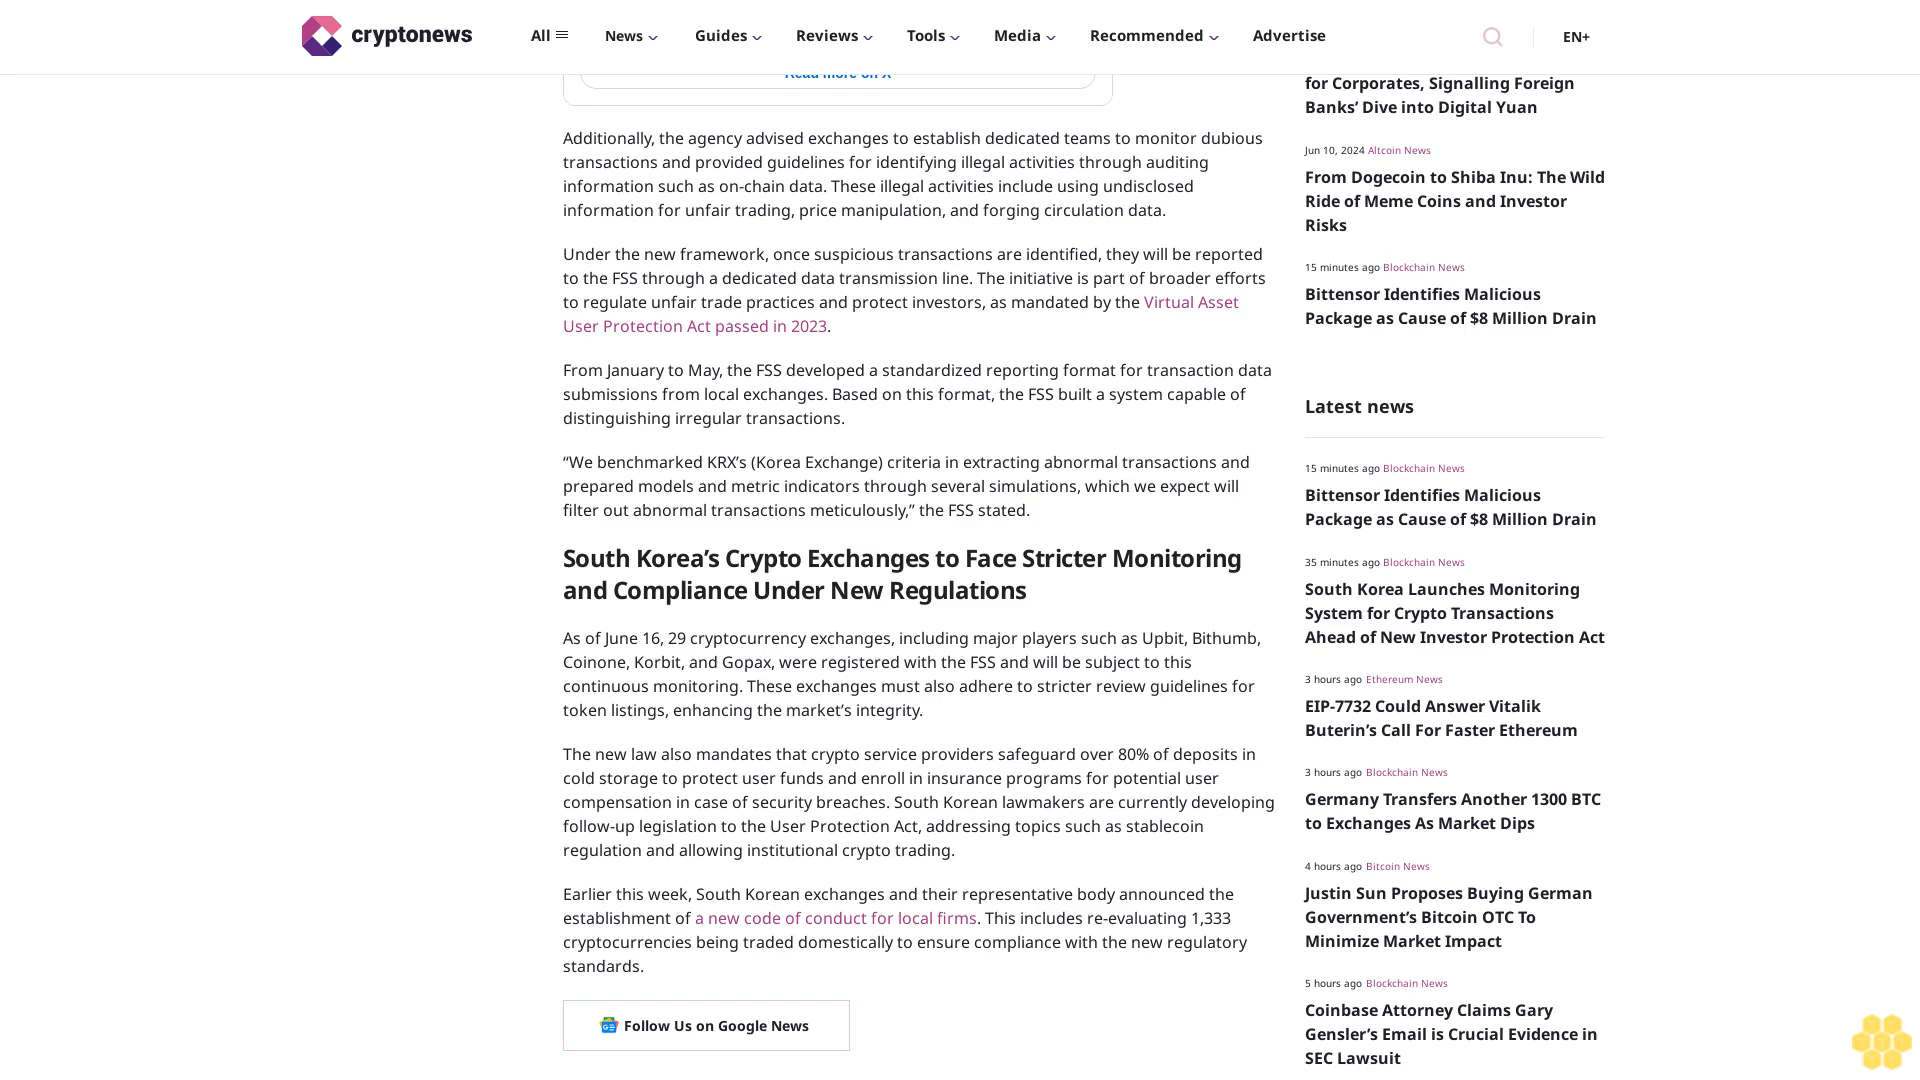 cryptonews
All
News
Guides
Reviews
Tools
Media
Recommended
Advertise
EN+
Read more on X
Additionally, the agency advised exchanges to establish dedicated teams to monitor dubious
transactions and provided guidelines for identifying illegal activities through auditing
information such as on-chain data. These illegal activities include using undisclosed
information for unfair trading, price manipulation, and forging circulation data.
Under the new framework, once suspicious transactions are identified, they will be reported
to the FSS through a dedicated data transmission line. The initiative is part of broader efforts
to regulate unfair trade practices and protect investors, as mandated by the Virtual Asset
User Protection Act passed in 2023.
From January to May, the FSS developed a standardized reporting format for transaction data
submissions from local exchanges. Based on this format, the FSS built a system capable of
distinguishing irregular transactions.
“We benchmarked KRX’s (Korea Exchange) criteria in extracting abnormal transactions and
prepared models and metric indicators through several simulations, which we expect will
filter out abnormal transactions meticulously,” the FSS stated.
South Korea’s Crypto Exchanges to Face Stricter Monitoring
and Compliance Under New Regulations
As of June 16, 29 cryptocurrency exchanges, including major players such as Upbit, Bithumb,
Coinone, Korbit, and Gopax, were registered with the FSS and will be subject to this
continuous monitoring. These exchanges must also adhere to stricter review guidelines for
token listings, enhancing the market’s integrity.
The new law also mandates that crypto service providers safeguard over 80% of deposits in
cold storage to protect user funds and enroll in insurance programs for potential user
compensation in case of security breaches. South Korean lawmakers are currently developing
follow-up legislation to the User Protection Act, addressing topics such as stablecoin
regulation and allowing institutional crypto trading.
Earlier this week, South Korean exchanges and their representative body announced the
establishment of a new code of conduct for local firms. This includes re-evaluating 1,333
cryptocurrencies being traded domestically to ensure compliance with the new regulatory
standards.
Follow Us on Google News
for Corporates, Signalling Foreign
Banks’ Dive into Digital Yuan
Jun 10, 2024 Altcoin News
From Dogecoin to Shiba Inu: The Wild
Ride of Meme Coins and Investor
Risks
15 minutes ago Blockchain News
Bittensor Identifies Malicious
Package as Cause of $8 Million Drain
Latest news
15 minutes ago Blockchain News
Bittensor Identifies Malicious
Package as Cause of $8 Million Drain
35 minutes ago Blockchain News
South Korea Launches Monitoring
System for Crypto Transactions
Ahead of New Investor Protection Act
3 hours ago Ethereum News
EIP-7732 Could Answer Vitalik
Buterin’s Call For Faster Ethereum
3 hours ago Blockchain News
Germany Transfers Another 1300 BTC
to Exchanges As Market Dips
4 hours ago Bitcoin News
Justin Sun Proposes Buying German
Government’s Bitcoin OTC To
Minimize Market Impact
5 hours ago Blockchain News
Coinbase Attorney Claims Gary
Gensler’s Email is Crucial Evidence in
SEC Lawsuit